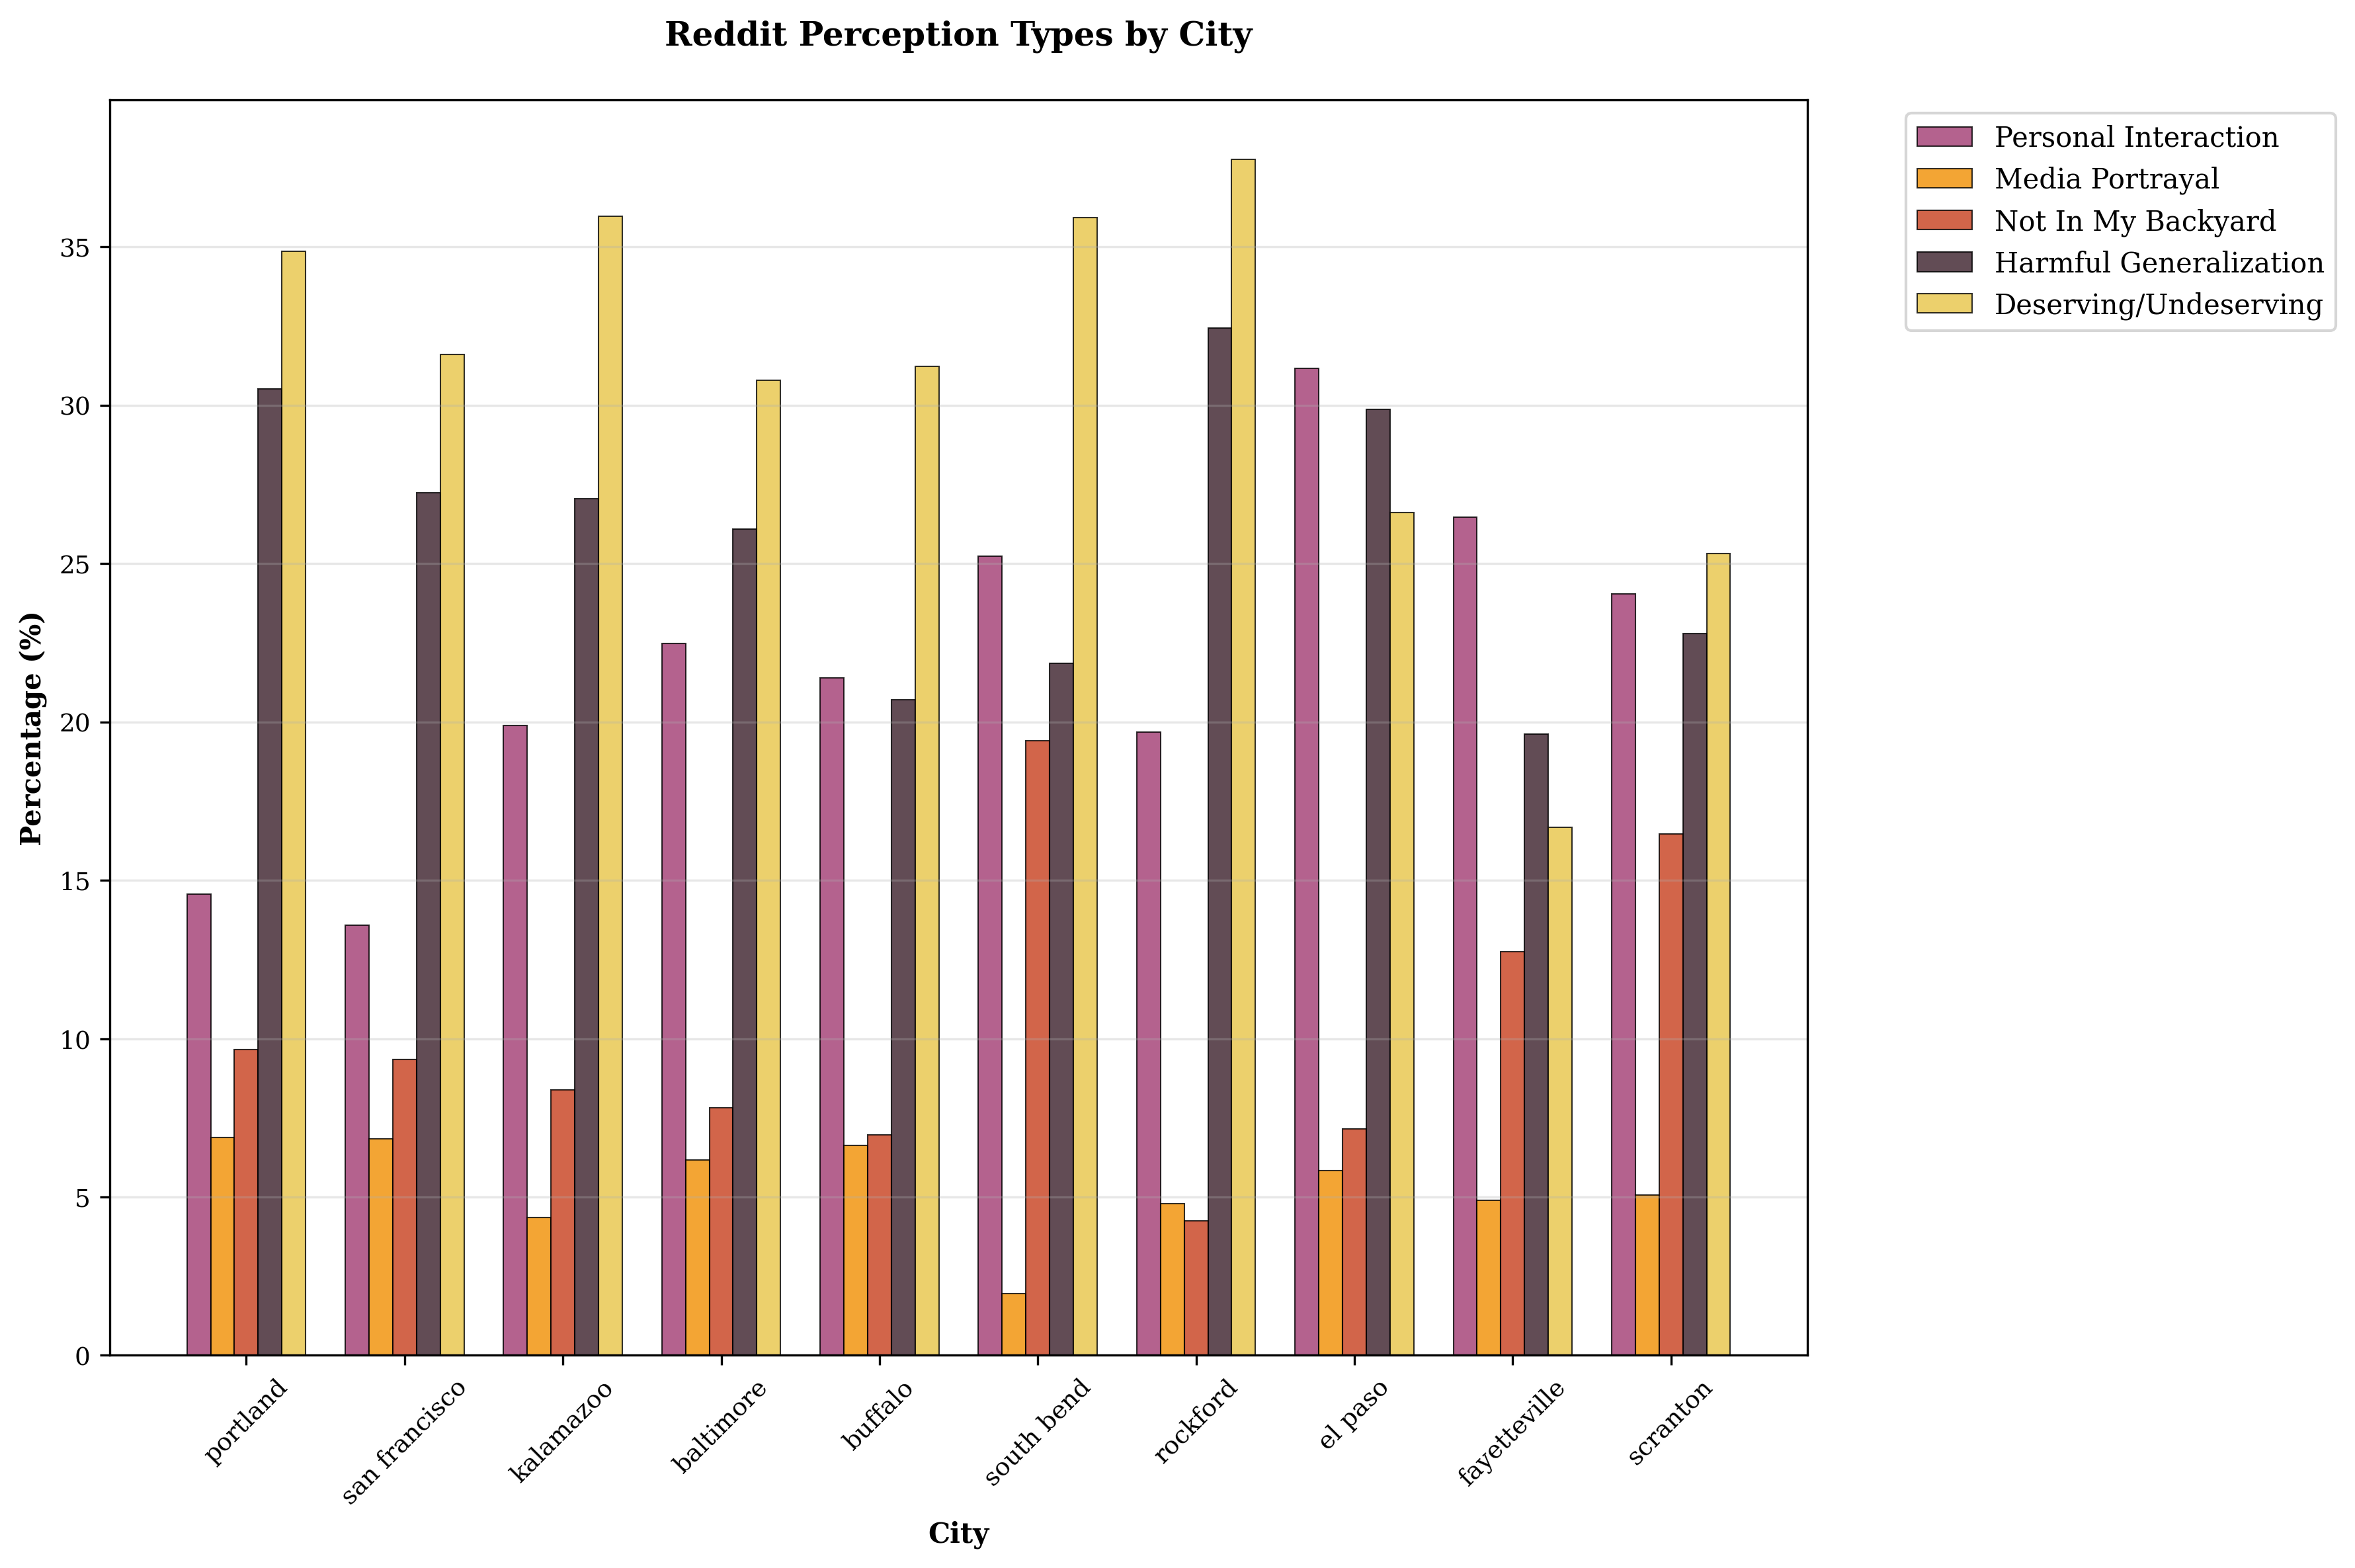 Reddit Perception Types by City
Personal Interaction
Media Portrayal
Not In My Backyard
Harmful Generalization
Deserving/Undeserving
Percentage (%)
35
30
25
20
15
10
5
0
portland
san francisco
kalamazoo
baltimore
buffalo
south bend
rockford
el paso
fayetteville
scranton
City